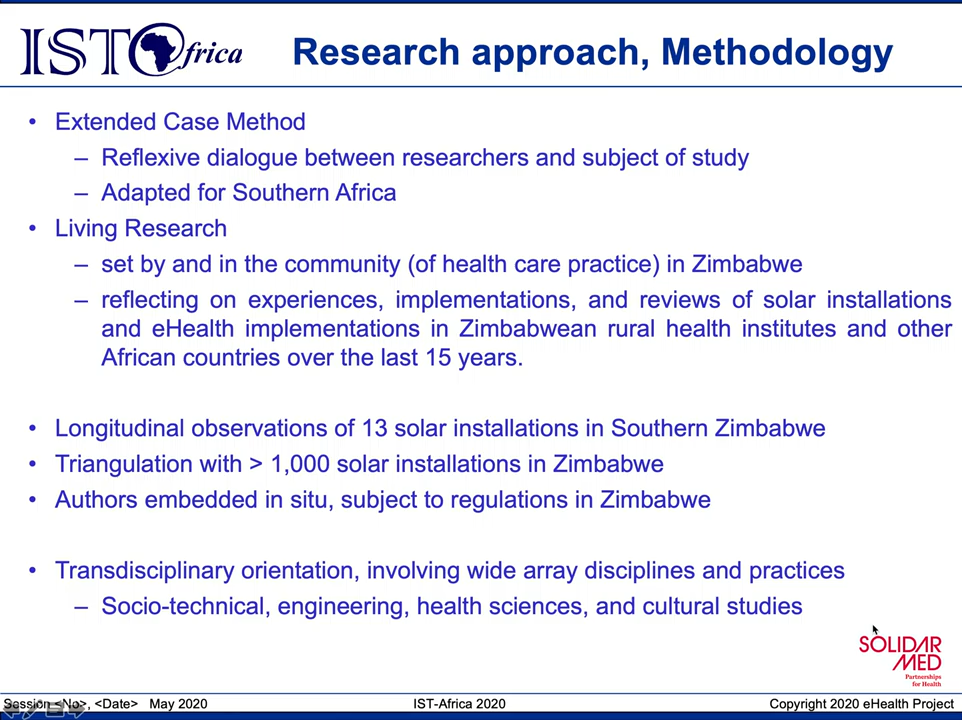 IST Africa
Research approach, Methodology
• Extended Case Method
– Reflexive dialogue between researchers and subject of study
– Adapted for Southern Africa
• Living Research
– set by and in the community (of health care practice) in Zimbabwe
– reflecting on experiences, implementations, and reviews of solar installations
and eHealth implementations in Zimbabwean rural health institutes and other
African countries over the last 15 years.
• Longitudinal observations of 13 solar installations in Southern Zimbabwe
• Triangulation with > 1,000 solar installations in Zimbabwe
• Authors embedded in situ, subject to regulations in Zimbabwe
• Transdisciplinary orientation, involving wide array disciplines and practices
– Socio-technical, engineering, health sciences, and cultural studies
SOLIDAR
MED
Partnerships
for Health
Session <No>, <Date> May 2020 IST-Africa 2020 Copyright 2020 eHealth Project